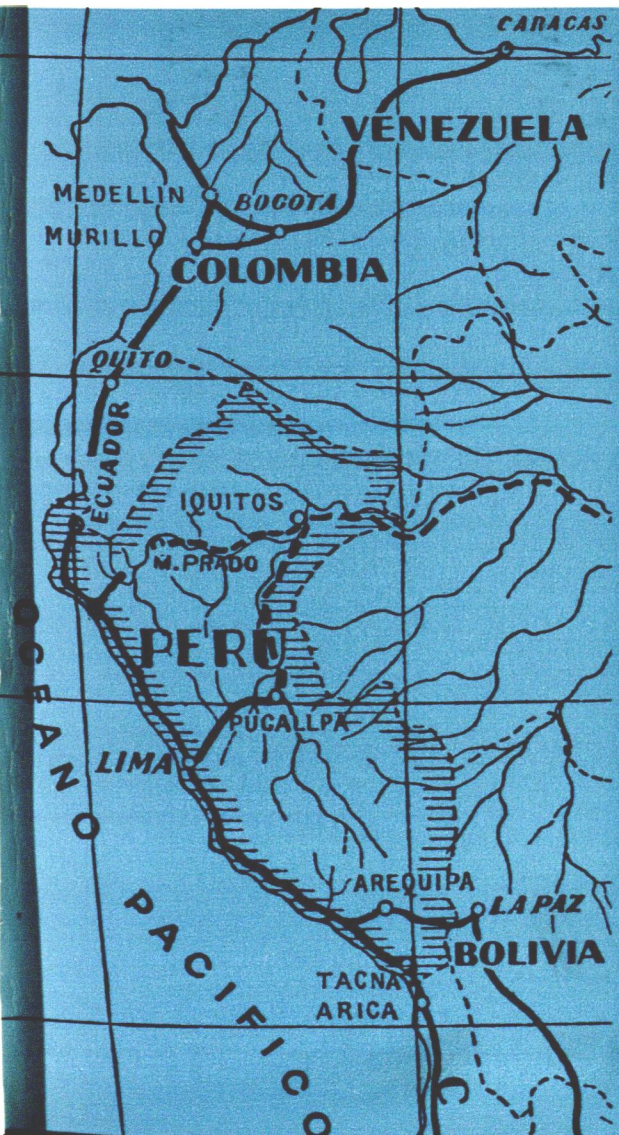 CARACAS
VENEZUELA
MEDELLIN
BOGOTA
MURILLO
COLOMBIA
QUITO
ECUADOR
IQUITOS
M. PRADO
PERU
PUCALLPA
LIMA
OCEANO PACIFICO
AREQUIPA
LA PAZ
BOLIVIA
TACNA
ARICA
C